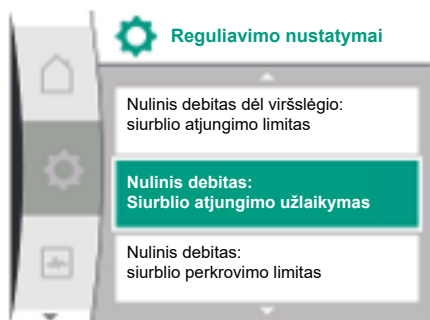 Reguliavimo nustatymai
Nulinis debitas dėl viršslėgio:
siurblio atjungimo limitas
Nulinis debitas:
Siurblio atjungimo užlaikymas
Nulinis debitas:
siurblio perkrovimo limitas